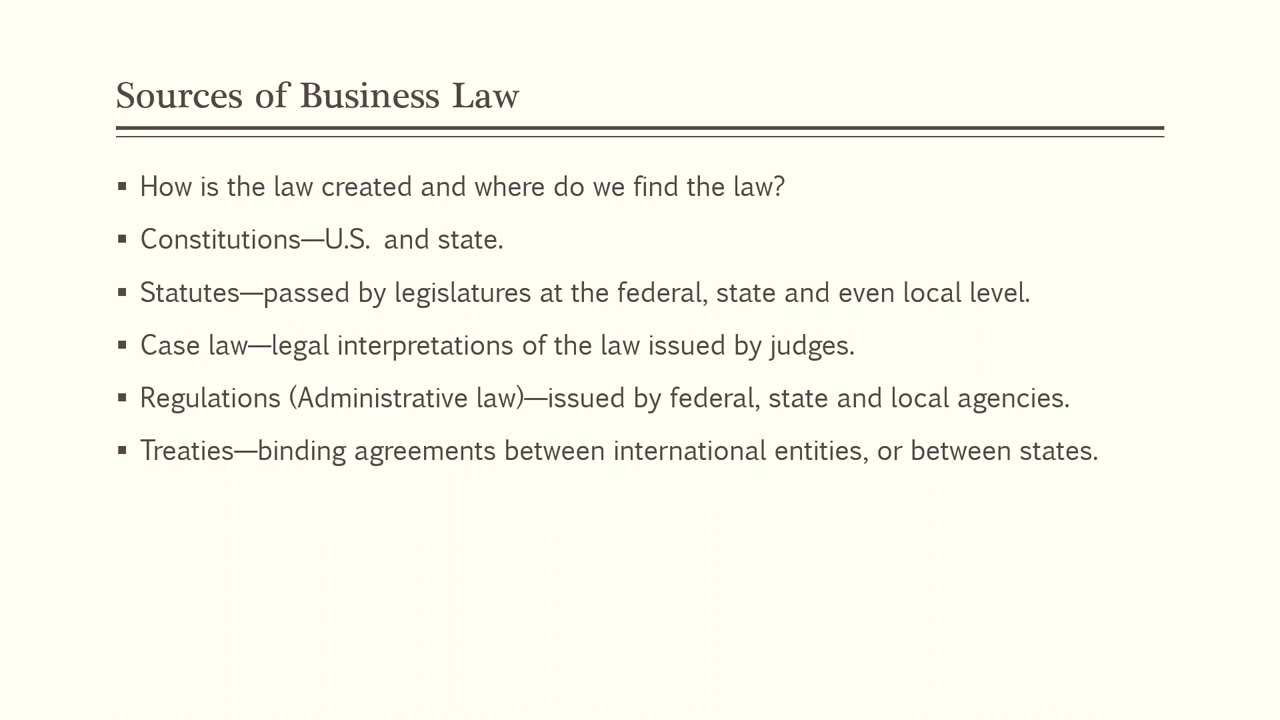 Sources of Business Law
▪ How is the law created and where do we find the law?
▪ Constitutions—U.S.  and state.
▪ Statutes—passed by legislatures at the federal, state and even local level.
▪ Case law—legal interpretations of the law issued by judges.
▪ Regulations (Administrative law)—issued by federal, state and local agencies.
▪ Treaties—binding agreements between international entities, or between states.